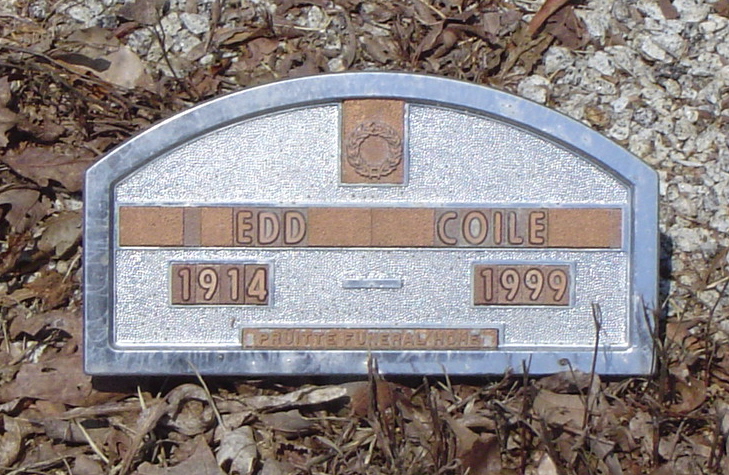 EDD COILE
1914 - 1999
PRUITTE FUNERAL HOME